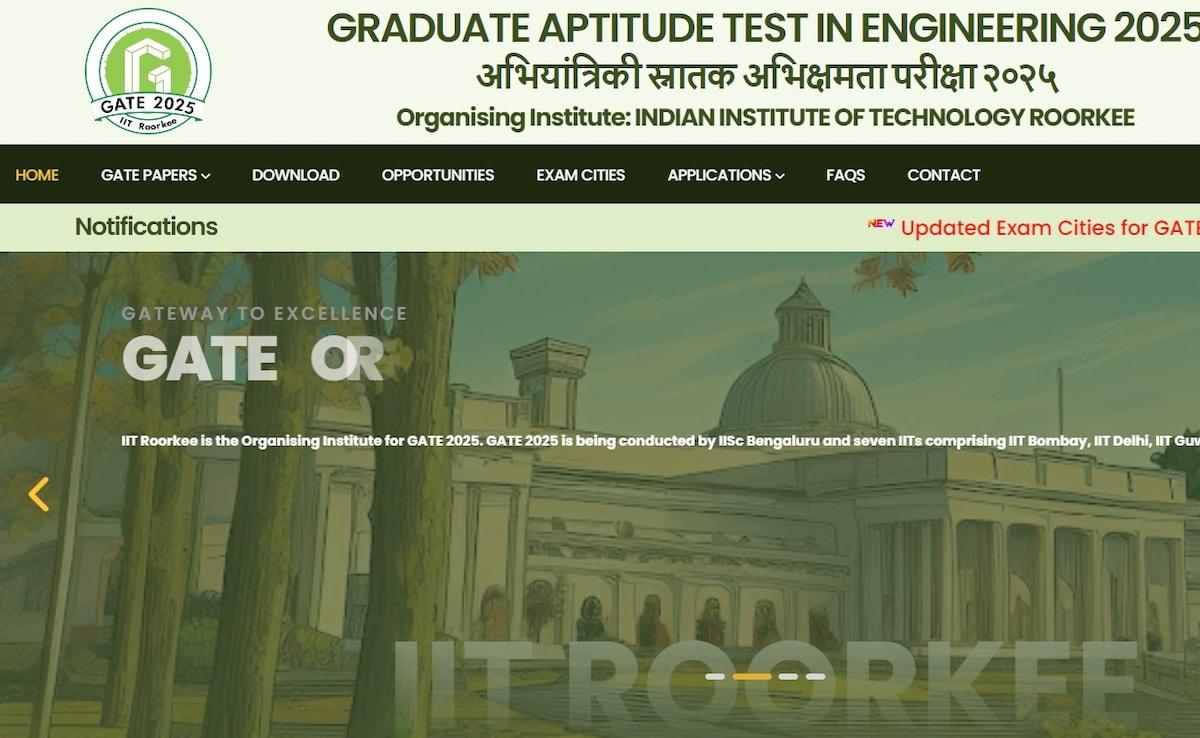 GATE 2025
IIT Roorkee
GRADUATE APTITUDE TEST IN ENGINEERING 2025
अभियांत्रिकी स्नातक अभिक्षमता परीक्षा २०२५
Organising Institute: INDIAN INSTITUTE OF TECHNOLOGY ROORKEE
HOME GATE PAPERS DOWNLOAD OPPORTUNITIES EXAM CITIES APPLICATIONS FAQS CONTACT
Notifications NEW Updated Exam Cities for GATE
GATEWAY TO EXCELLENCE
GATE OR
IIT Roorkee is the Organising Institute for GATE 2025. GATE 2025 is being conducted by IISc Bengaluru and seven IITs comprising IIT Bombay, IIT Delhi, IIT Guw
IIT ROORKEE